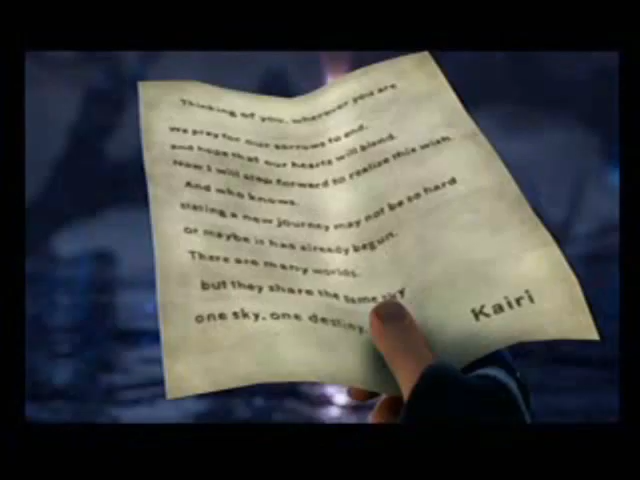 Thinking of you, wherever you are
We pray for our sorrows to end,
and hope that our hearts will blend.
Now I will step forward to realize this wish.
And who knows.
starting a new journey may not be so hard
or maybe it has already begun.
There are many worlds.
but they share the same sky
one sky, one destiny.
Kairi